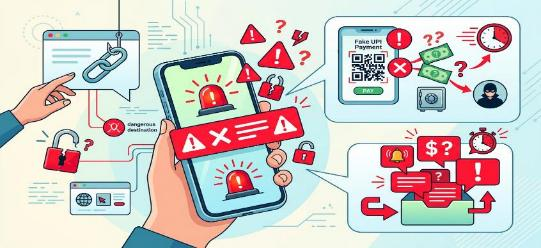 Fake UPI
Payment
PAY
dangerous
destination